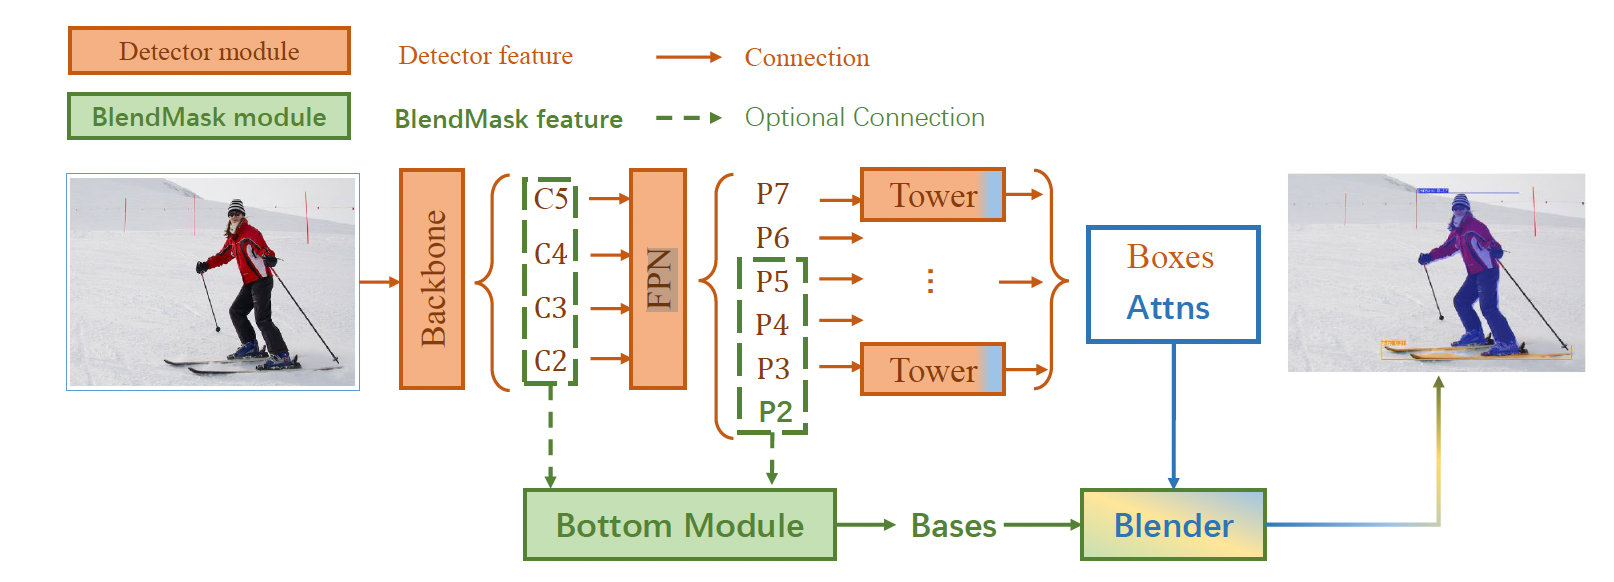 Detector module
Detector feature
Connection
BlendMask module
BlendMask feature
Optional Connection
Backbone
C5
C4
C3
C2
FPN
P7
P6
P5
P4
P3
P2
Tower
⋮
Tower
Boxes
Attns
Bottom Module
Bases
Blender